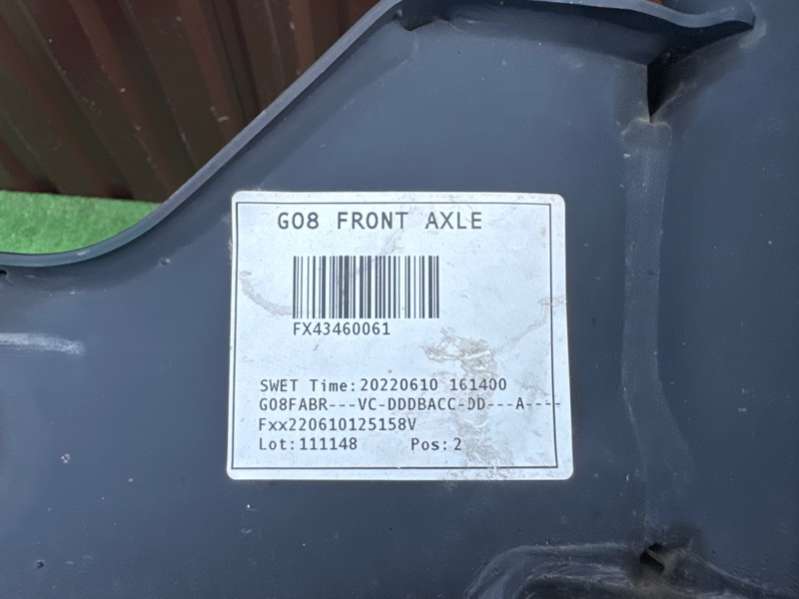 G08 FRONT AXLE
FX43460061
SWET Time:20220610 161400
G08FABR---VC-DDDBACC-DD---A----
Fxx220610125158V
Lot:111148 Pos:2